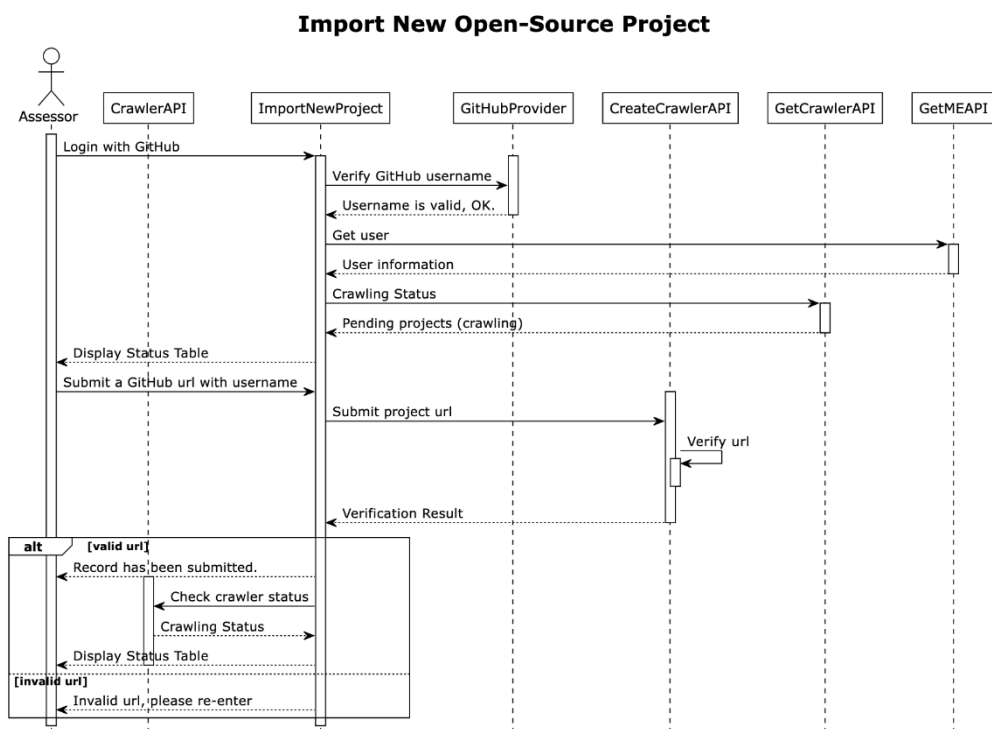 Import New Open-Source Project
Assessor
CrawlerAPI
ImportNewProject
GitHubProvider
CreateCrawlerAPI
GetCrawlerAPI
GetMEAPI
Login with GitHub
Verify GitHub username
Username is valid, OK.
Get user
User information
Crawling Status
Pending projects (crawling)
Display Status Table
Submit a GitHub url with username
Submit project url
Verify url
Verification Result
alt
[valid url]
Record has been submitted.
Check crawler status
Crawling Status
Display Status Table
[invalid url]
Invalid url, please re-enter